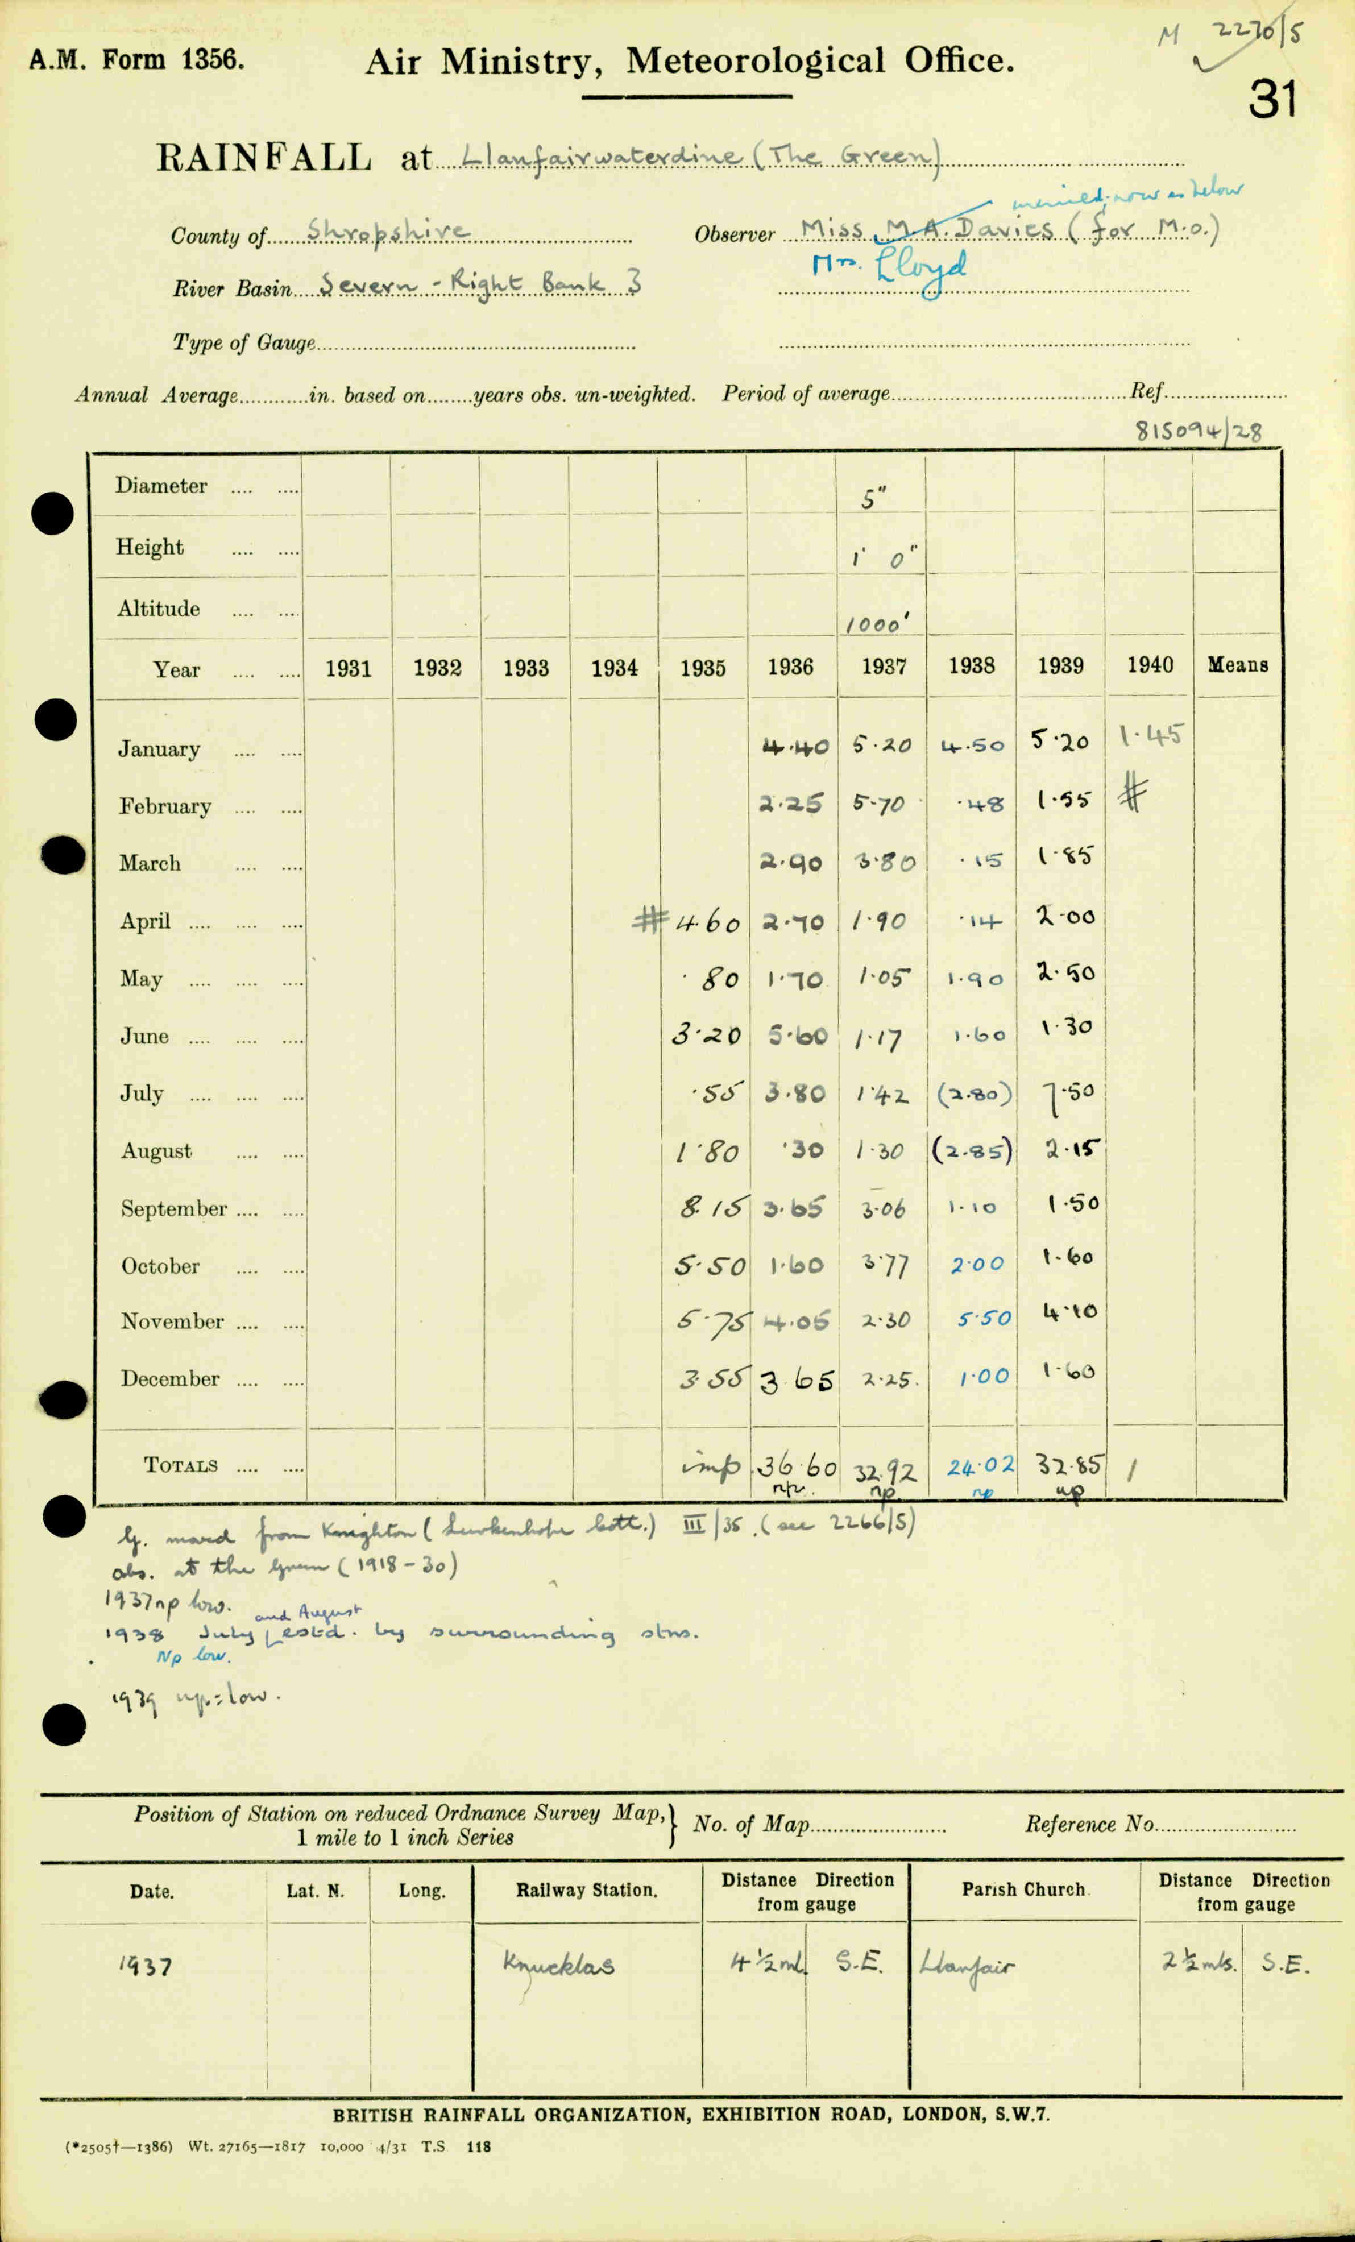 M 2270/5
A.M. Form 1356. Air Ministry, Meteorological Office.
31
RAINFALL at Llanfairwaterdine (The Green)
married, now as below
County of Shropshire Observer Miss M A. Davies (for M.O.)
Mrs. Lloyd
River Basin Severn - Right Bank 3
Type of Gauge
Annual Average in. based on years obs. un-weighted. Period of average Ref.
815094/28
Diameter 5"
Height 1' 0"
Altitude 1000'
Year 1931 1932 1933 1934 1935 1936 1937 1938 1939 1940 Means
January 4.40 5.20 4.50 5.20 1.45
February 2.25 5.70 .48 1.55 #
March 2.90 3.80 .15 1.85
April # 4.60 2.70 1.90 .14 2.00
May .80 1.70 1.05 1.90 2.50
June 3.20 5.60 1.17 1.60 1.30
July .55 3.80 1.42 (2.80) 7.50
August 1.80 .30 1.30 (2.85) 2.15
September 8.15 3.65 3.06 1.10 1.50
October 5.50 1.60 3.77 2.00 1.60
November 5.75 4.05 2.30 5.50 4.10
December 3.55 3.65 2.25 1.00 1.60
TOTALS imp. 36.60 32.92 24.02 32.85 1
np. np np np
G. moved from Knighton ( Cott.) III/35. (see 2266/5)
obs. at the Green (1918-30)
1937 np low.
and August
1938 July estd. by surrounding stns.
Np low.
1939 np = low.
Position of Station on reduced Ordnance Survey Map, 1 mile to 1 inch Series } No. of Map Reference No.
Date. Lat. N. Long. Railway Station. Distance Direction from gauge Parish Church. Distance Direction from gauge
1937 Knucklas 4 ½ ml S.E. Llanfair 2 ½ mls. S.E.
BRITISH RAINFALL ORGANIZATION, EXHIBITION ROAD, LONDON, S.W.7.
(*2505†—1386) Wt. 27165—1817 10,000 4/31 T.S. 118